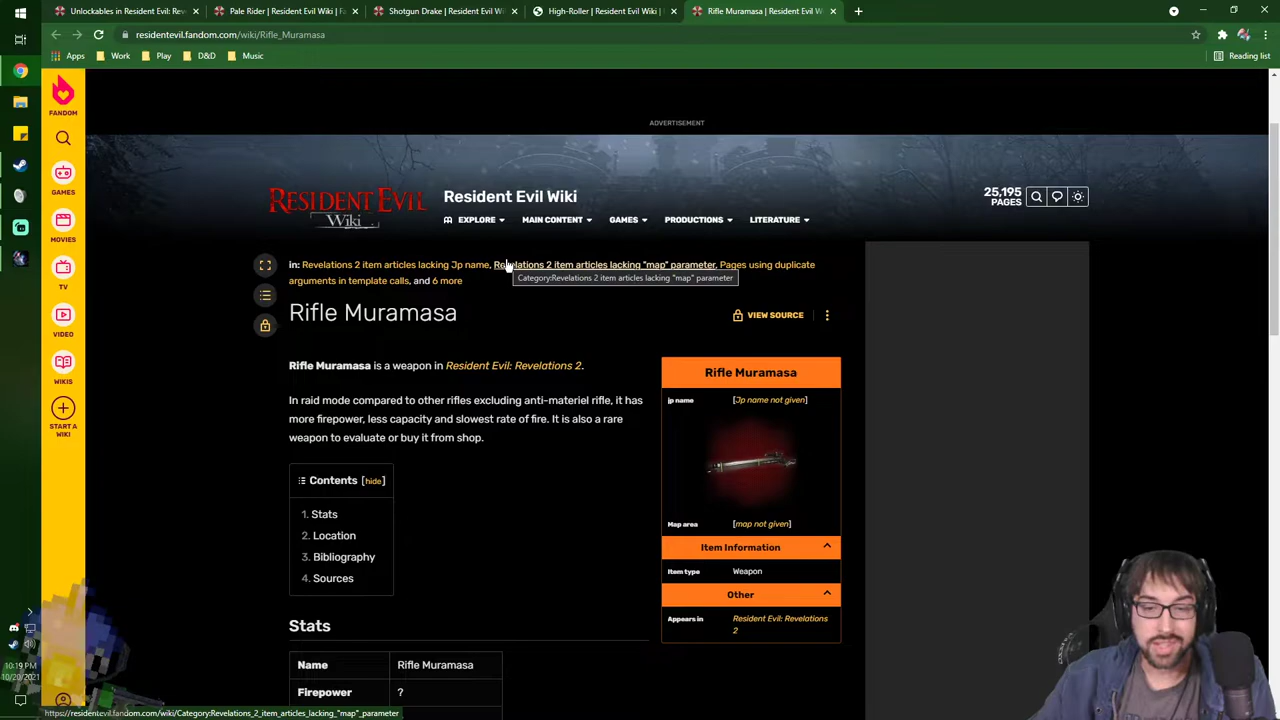 Unlockables in Resident Evil: Rev
Pale Rider | Resident Evil Wiki | Fa
Shotgun Drake | Resident Evil Wi
High-Roller | Resident Evil Wiki |
Rifle Muramasa | Resident Evil Wi
residentevil.fandom.com/wiki/Rifle_Muramasa
Apps Work Play D&D Music Reading list
FANDOM
ADVERTISEMENT
GAMES
MOVIES
TV
VIDEO
WIKIS
START A
WIKI
RESIDENT EVIL
Wiki
Resident Evil Wiki
25,195
PAGES
EXPLORE MAIN CONTENT GAMES PRODUCTIONS LITERATURE
in: Revelations 2 item articles lacking Jp name, Revelations 2 item articles lacking "map" parameter, Pages using duplicate
arguments in template calls, and 6 more
Category:Revelations 2 item articles lacking "map" parameter
Rifle Muramasa
VIEW SOURCE
Rifle Muramasa is a weapon in Resident Evil: Revelations 2.
In raid mode compared to other rifles excluding anti-materiel rifle, it has
more firepower, less capacity and slowest rate of fire. It is also a rare
weapon to evaluate or buy it from shop.
Contents [hide]
1. Stats
2. Location
3. Bibliography
4. Sources
Stats
Name Rifle Muramasa
Firepower ?
Rifle Muramasa
jp name [Jp name not given]
Map area [map not given]
Item Information
Item type Weapon
Other
Appears in Resident Evil: Revelations
2
10:19 PM
10/20/2021
https://residentevil.fandom.com/wiki/Category:Revelations_2_item_articles_lacking_"map"_parameter